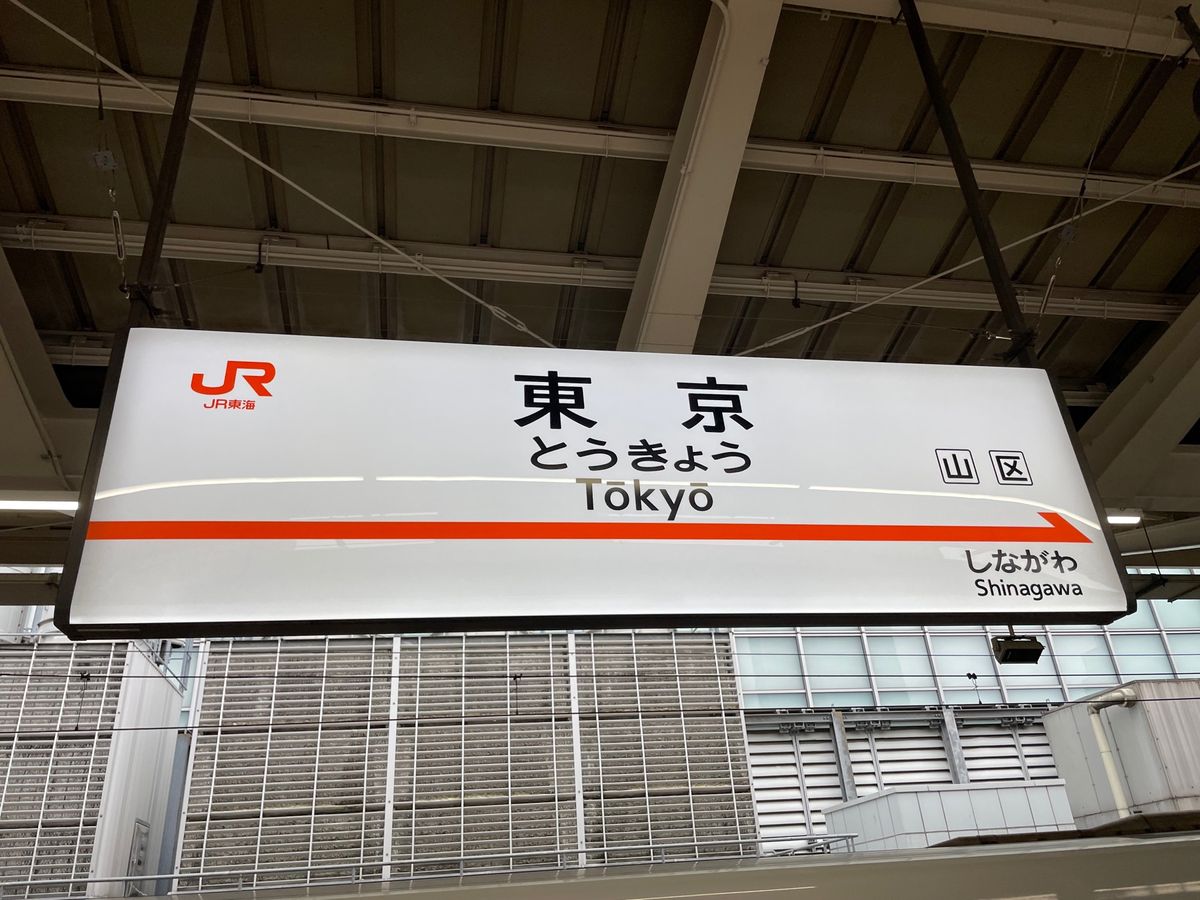 JR
JR東海
東京
とうきょう
Tōkyō
山 区
しながわ
Shinagawa